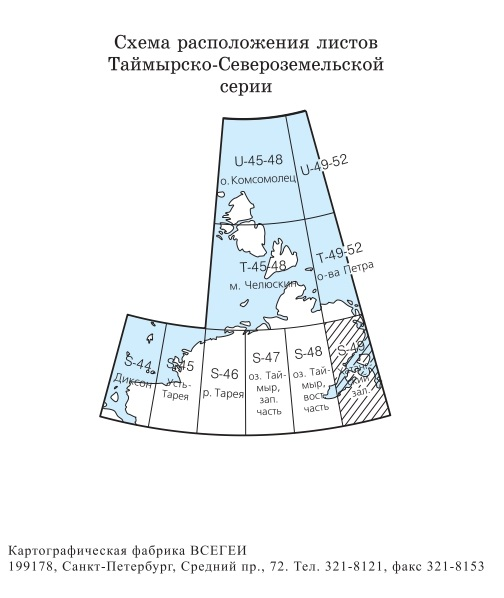 Схема расположения листов
Таймырско-Североземельской
серии
U-45-48
о. Комсомолец
U-49-52
T-45-48
м. Челюскин
T-49-52
о-ва Петра
S-44
Диксон
S-45
Усть-
Тарея
S-46
р. Тарея
S-47
оз. Тай-
мыр,
зап.
часть
S-48
оз. Тай-
мыр,
вост.
часть
S-49
зал.
Картографическая фабрика ВСЕГЕИ
199178, Санкт-Петербург, Средний пр., 72. Тел. 321-8121, факс 321-8153